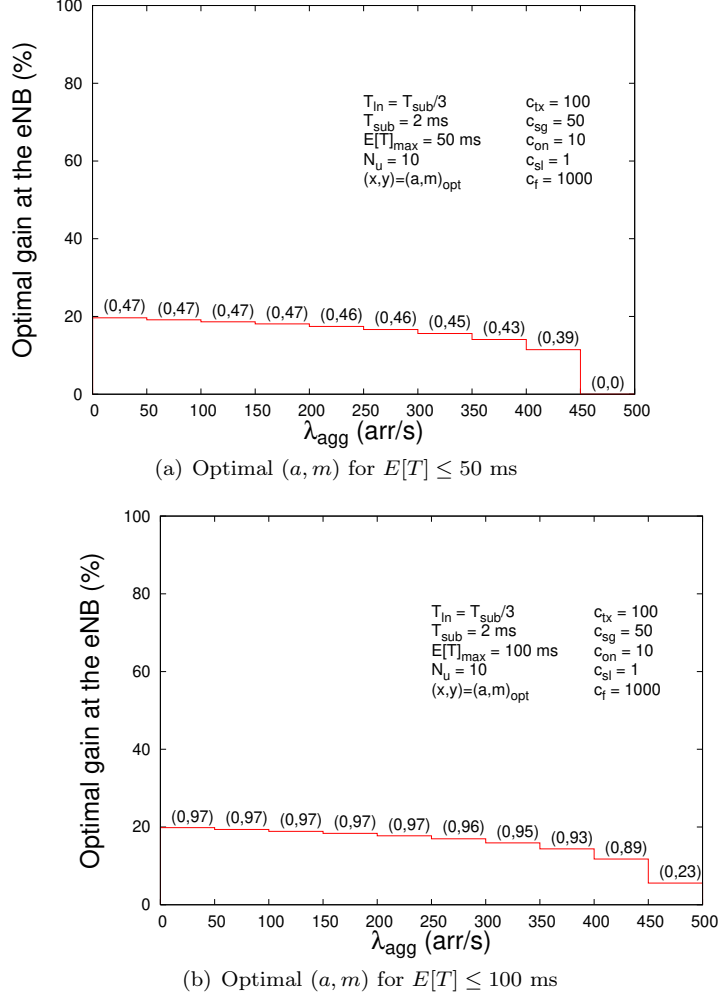 100
80
60
40
20
0
Optimal gain at the eNB (%)
T_ln = T_sub/3 c_tx = 100
T_sub = 2 ms c_sg = 50
E[T]_max = 50 ms c_on = 10
N_u = 10 c_sl = 1
(x,y)=(a,m)_opt c_f = 1000
(0,47) (0,47) (0,47) (0,47) (0,46) (0,46) (0,45) (0,43) (0,39)
(0,0)
0 50 100 150 200 250 300 350 400 450 500
λ_agg (arr/s)
(a) Optimal (a, m) for E[T] ≤ 50 ms
100
80
60
40
20
0
Optimal gain at the eNB (%)
T_ln = T_sub/3 c_tx = 100
T_sub = 2 ms c_sg = 50
E[T]_max = 100 ms c_on = 10
N_u = 10 c_sl = 1
(x,y)=(a,m)_opt c_f = 1000
(0,97) (0,97) (0,97) (0,97) (0,97) (0,96) (0,95) (0,93) (0,89)
(0,23)
0 50 100 150 200 250 300 350 400 450 500
λ_agg (arr/s)
(b) Optimal (a, m) for E[T] ≤ 100 ms